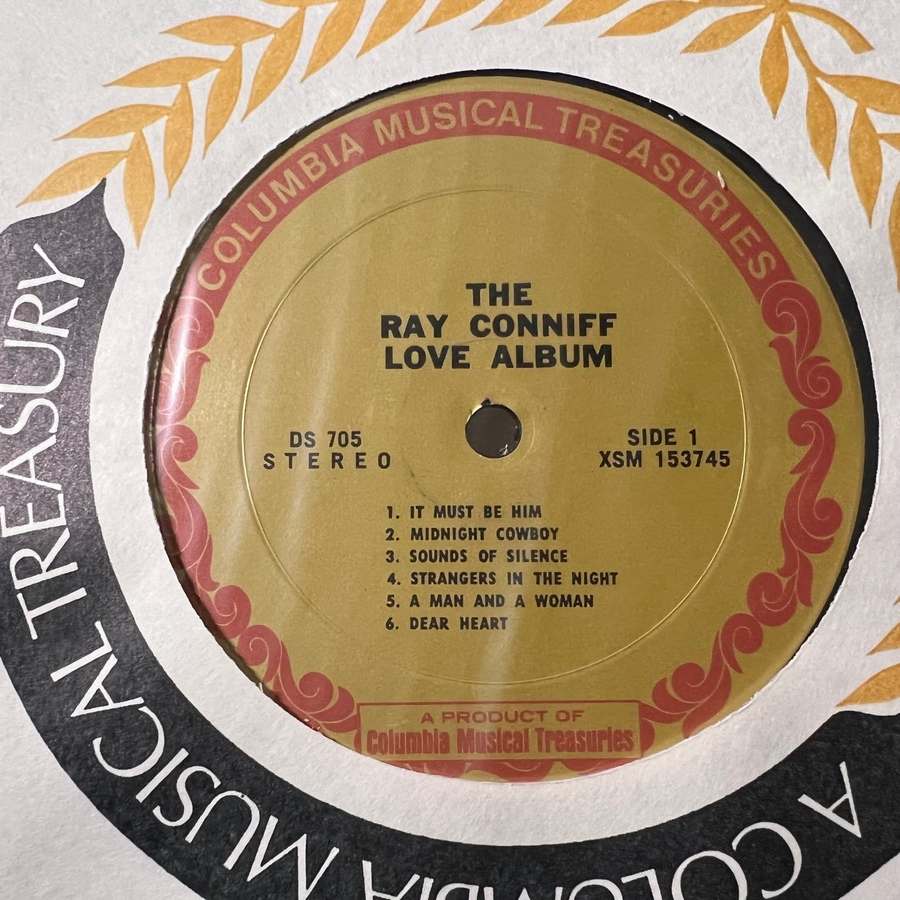 COLUMBIA MUSICAL TREASURIES
THE
RAY CONNIFF
LOVE ALBUM
DS 705
STEREO
SIDE 1
XSM 153745
1. IT MUST BE HIM
2. MIDNIGHT COWBOY
3. SOUNDS OF SILENCE
4. STRANGERS IN THE NIGHT
5. A MAN AND A WOMAN
6. DEAR HEART
A PRODUCT OF
Columbia Musical Treasuries
A COLUMBIA MUSICAL TREASURY